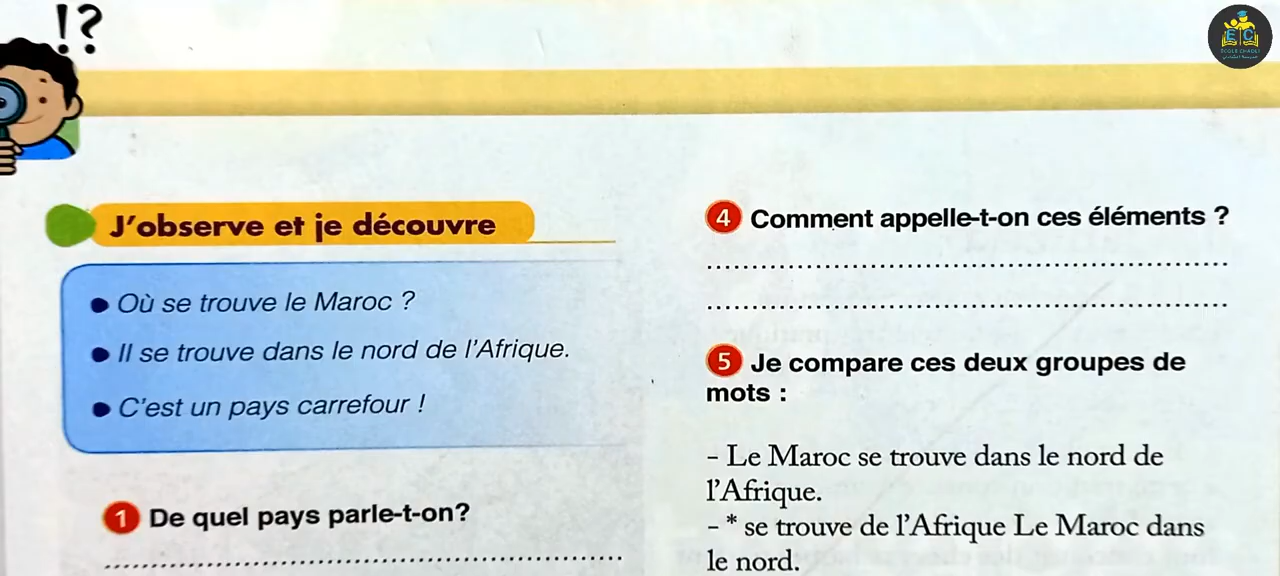 !?
EC
ECOLE CHADLI
J'observe et je découvre
● Où se trouve le Maroc ?
● Il se trouve dans le nord de l'Afrique.
● C'est un pays carrefour !
1 De quel pays parle-t-on?
4 Comment appelle-t-on ces éléments ?
5 Je compare ces deux groupes de
mots :
- Le Maroc se trouve dans le nord de
l'Afrique.
- * se trouve de l'Afrique Le Maroc dans
le nord.